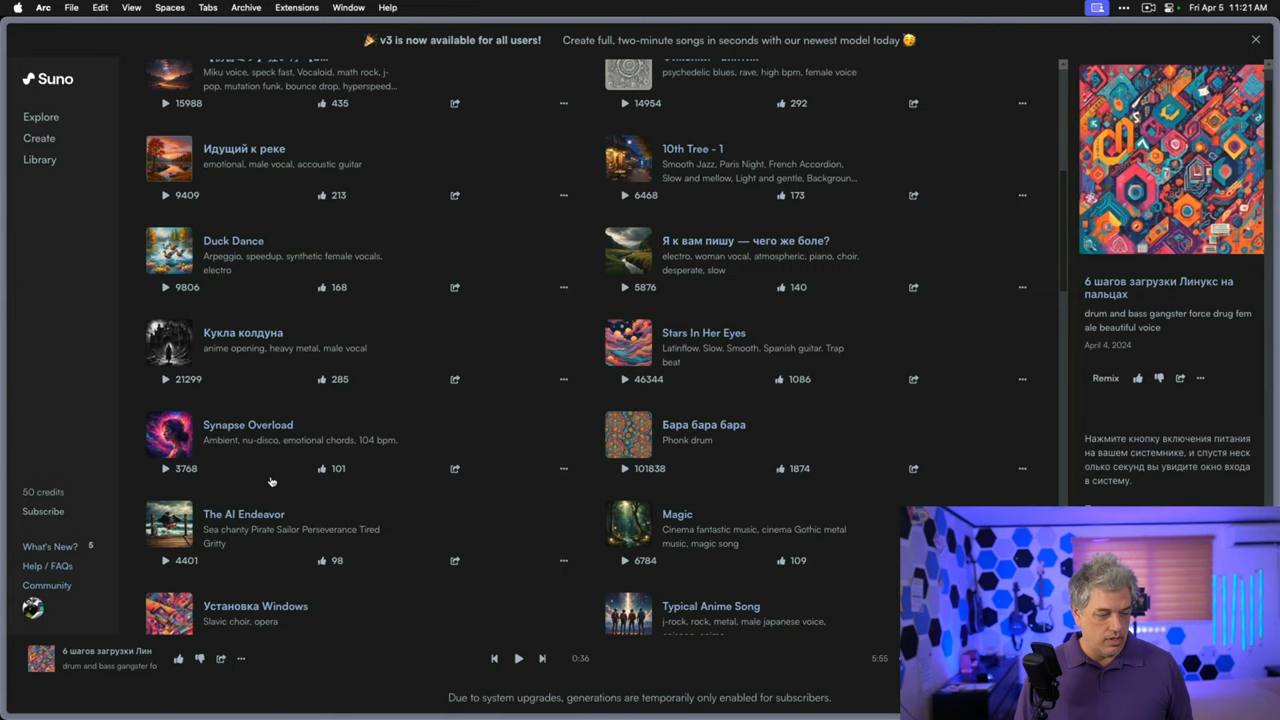 Arc File Edit View Spaces Tabs Archive Extensions Window Help
Fri Apr 5 11:21 AM
🎉 v3 is now available for all users! Create full, two-minute songs in seconds with our newest model today 🥳
Suno
Explore
Create
Library
50 credits
Subscribe
What's New? 5
Help / FAQs
Community
Miku voice, speck fast, Vocaloid, math rock, j-
pop, mutation funk, bounce drop, hyperspeed...
15988 435
psychedelic blues, rave, high bpm, female voice
14954 292
Идущий к реке
emotional, male vocal, accoustic guitar
9409 213
10th Tree - 1
Smooth Jazz, Paris Night, French Accordion,
Slow and mellow, Light and gentle, Backgroun...
6468 173
Duck Dance
Arpeggio, speedup, synthetic female vocals,
electro
9806 168
Я к вам пишу — чего же боле?
electro, woman vocal, atmospheric, piano, choir,
desperate, slow
5876 140
Кукла колдуна
anime opening, heavy metal, male vocal
21299 285
Stars In Her Eyes
Latinflow. Slow. Smooth. Spanish guitar. Trap
beat
46344 1086
Synapse Overload
Ambient, nu-disco, emotional chords, 104 bpm.
3768 101
Бара бара бара
Phonk drum
101838 1874
The AI Endeavor
Sea chanty Pirate Sailor Perseverance Tired
Gritty
4401 98
Magic
Cinema fantastic music, cinema Gothic metal
music, magic song
6784 109
Установка Windows
Slavic choir, opera
Typical Anime Song
j-rock, rock, metal, male japanese voice,
6 шагов загрузки Линукс на
пальцах
drum and bass gangster force drug fem
ale beautiful voice
April 4, 2024
Remix
Нажмите кнопку включения питания
на вашем системнике, и спустя неск
олько секунд вы увидите окно входа
в систему.
6 шагов загрузки Лин
drum and bass gangster fo
0:36
5:55
Due to system upgrades, generations are temporarily only enabled for subscribers.